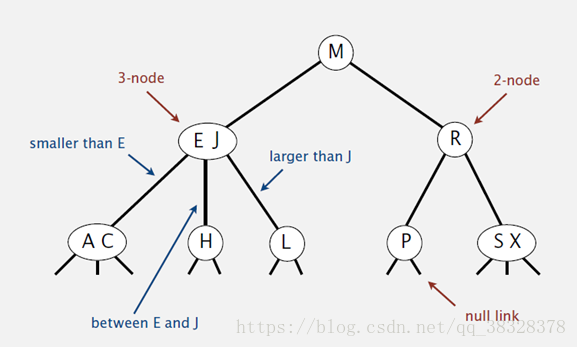 M
3-node
2-node
E J
R
smaller than E
larger than J
A C
H
L
P
S X
between E and J
null link
https://blog.csdn.net/qq_38328378